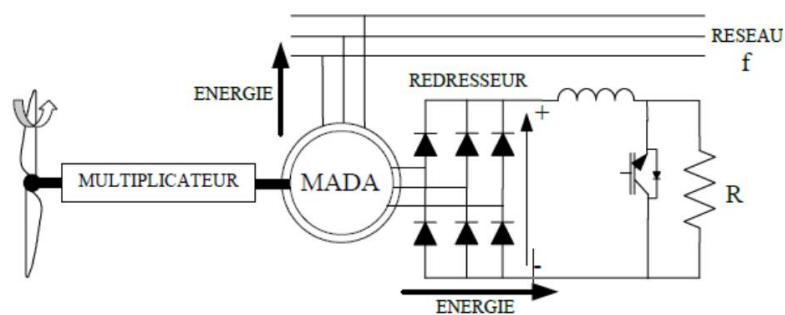 RESEAU
f
ENERGIE
REDRESSEUR
+
MULTIPLICATEUR
MADA
R
-
ENERGIE